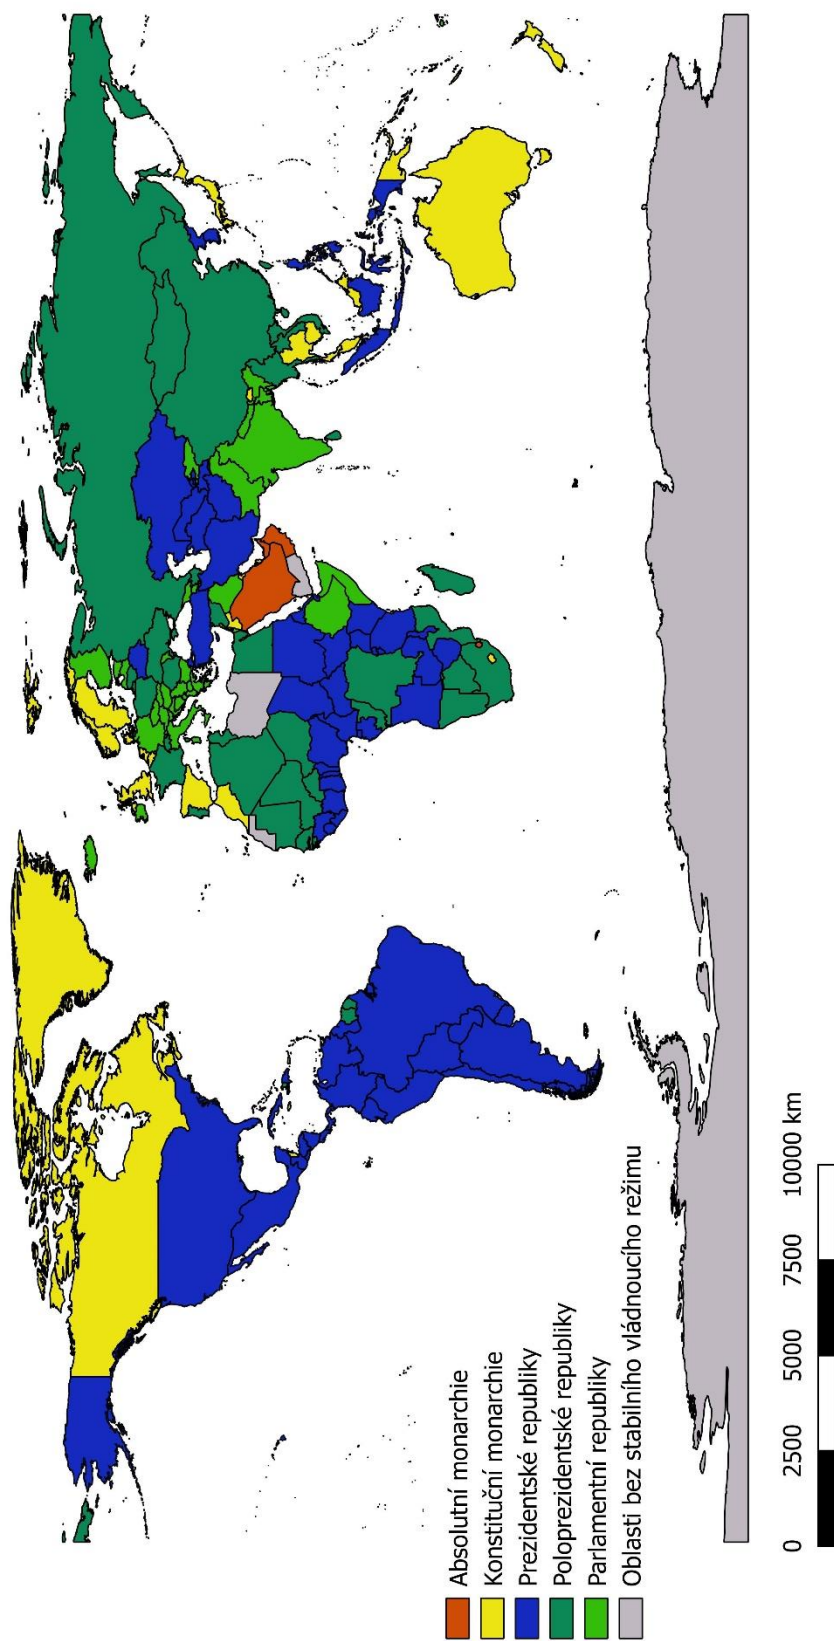 Absolutní monarchie
Konstituční monarchie
Prezidentské republiky
Poloprezidentské republiky
Parlamentní republiky
Oblasti bez stabilního vládnoucího režimu
0 2500 5000 7500 10000 km